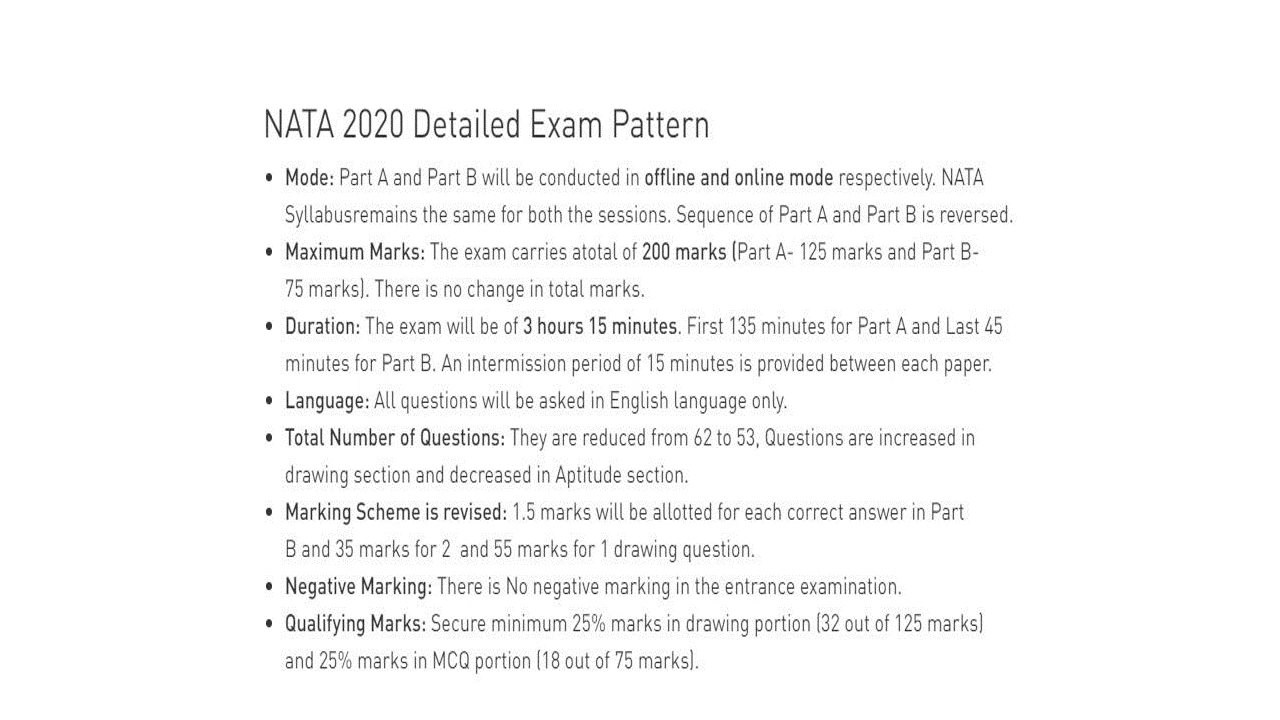 NATA 2020 Detailed Exam Pattern
• Mode: Part A and Part B will be conducted in offline and online mode respectively. NATA
Syllabusremains the same for both the sessions. Sequence of Part A and Part B is reversed.
• Maximum Marks: The exam carries atotal of 200 marks (Part A- 125 marks and Part B-
75 marks). There is no change in total marks.
• Duration: The exam will be of 3 hours 15 minutes. First 135 minutes for Part A and Last 45
minutes for Part B. An intermission period of 15 minutes is provided between each paper.
• Language: All questions will be asked in English language only.
• Total Number of Questions: They are reduced from 62 to 53, Questions are increased in
drawing section and decreased in Aptitude section.
• Marking Scheme is revised: 1.5 marks will be allotted for each correct answer in Part
B and 35 marks for 2  and 55 marks for 1 drawing question.
• Negative Marking: There is No negative marking in the entrance examination.
• Qualifying Marks: Secure minimum 25% marks in drawing portion (32 out of 125 marks)
and 25% marks in MCQ portion (18 out of 75 marks).